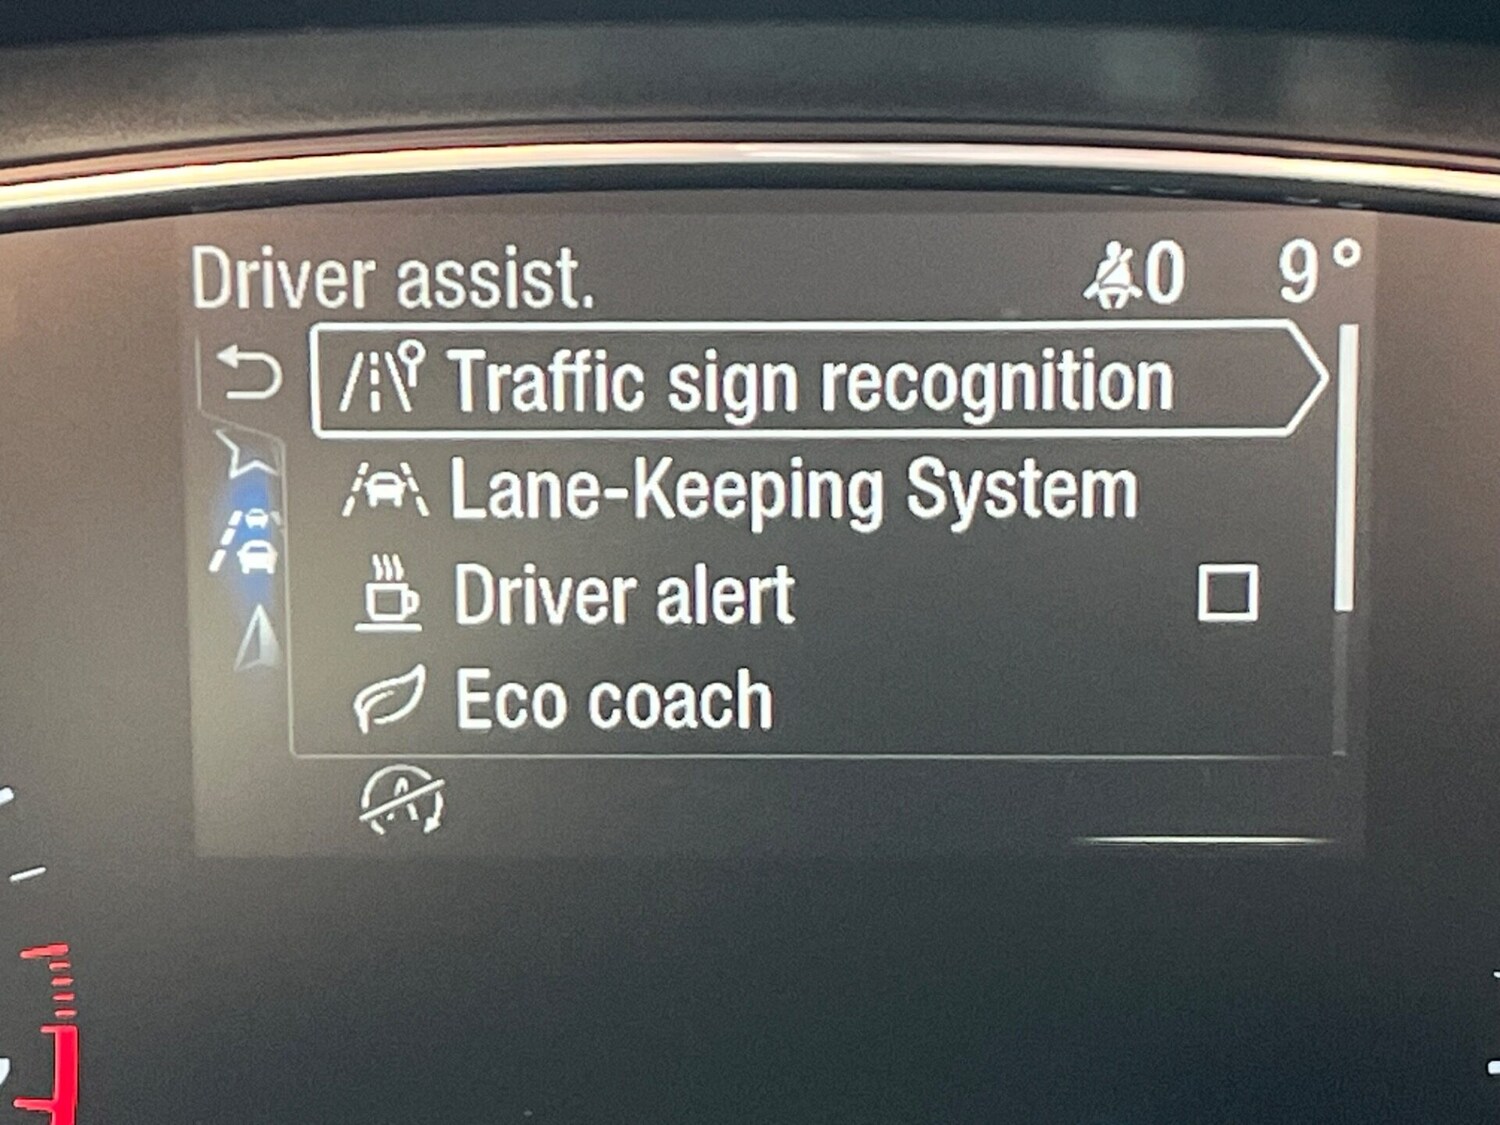 Driver assist. 0 9°
Traffic sign recognition
Lane-Keeping System
Driver alert
Eco coach
A